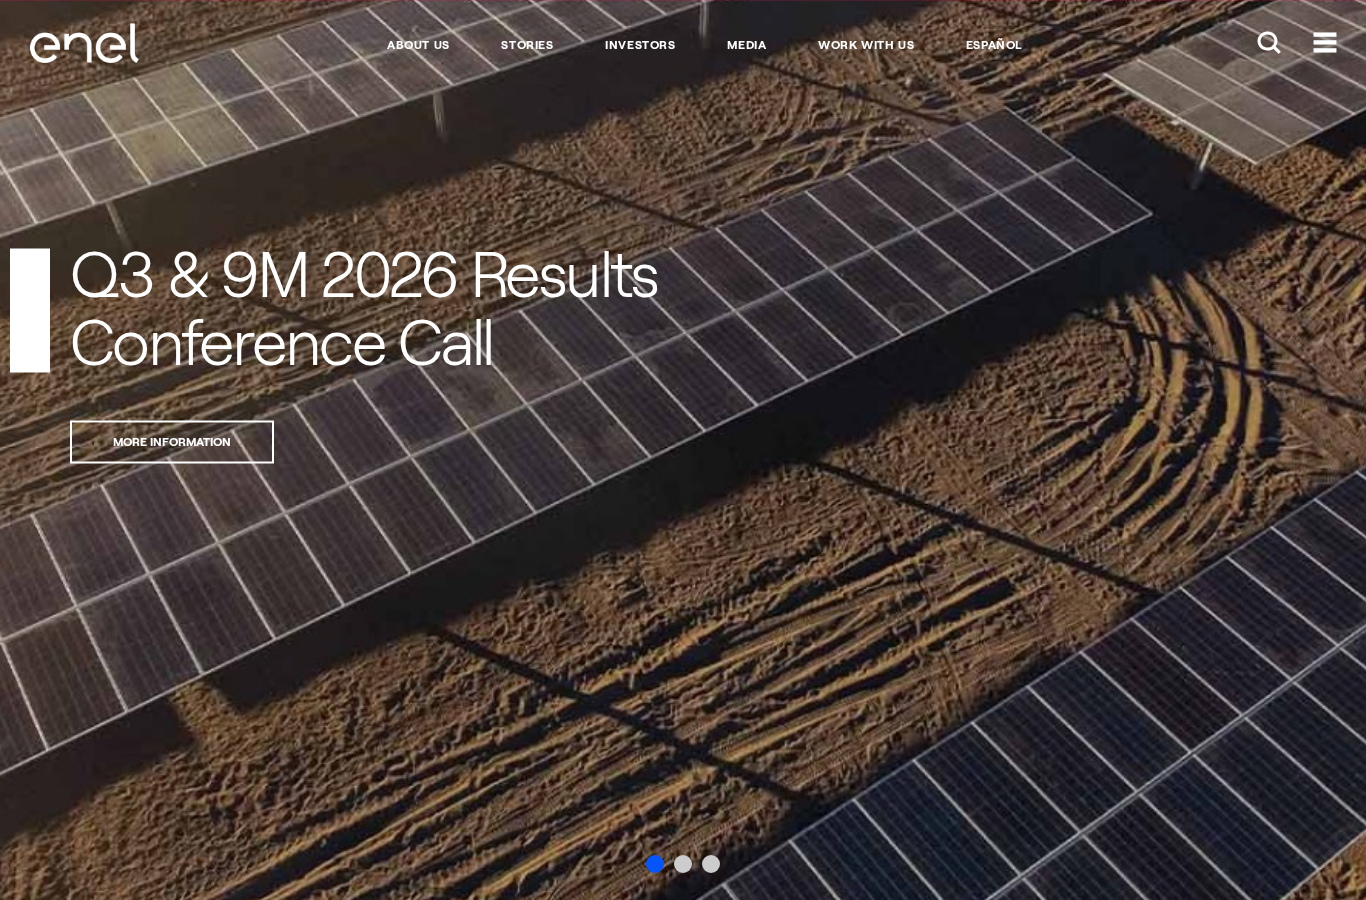 enel
ABOUT US
STORIES
INVESTORS
MEDIA
WORK WITH US
ESPAÑOL
Q3 & 9M 2026 Results
Conference Call
MORE INFORMATION